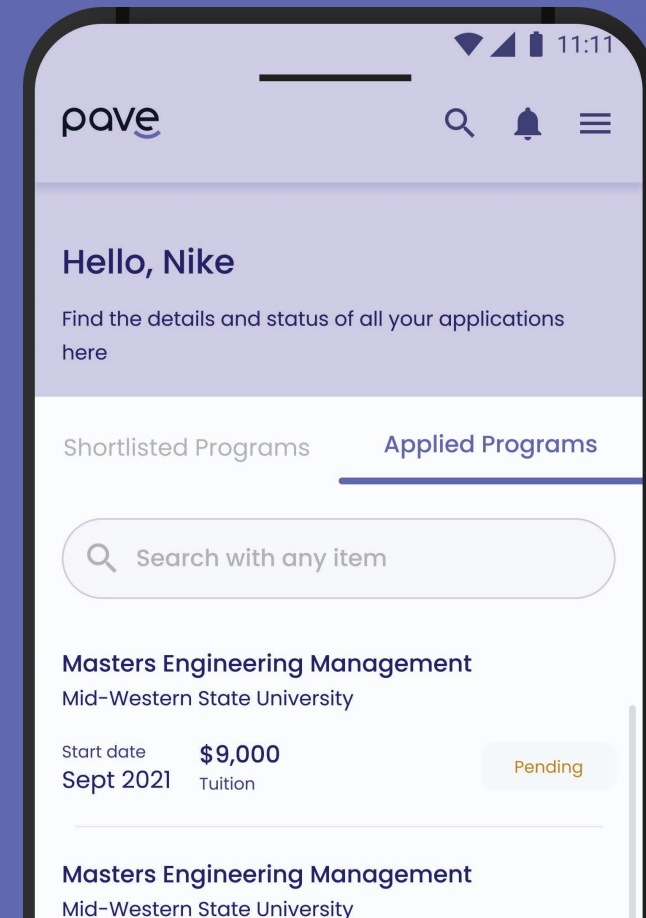 11:11
pave
Hello, Nike
Find the details and status of all your applications
here
Shortlisted Programs
Applied Programs
Search with any item
Masters Engineering Management
Mid-Western State University
Start date
$9,000
Sept 2021
Tuition
Pending
Masters Engineering Management
Mid-Western State University